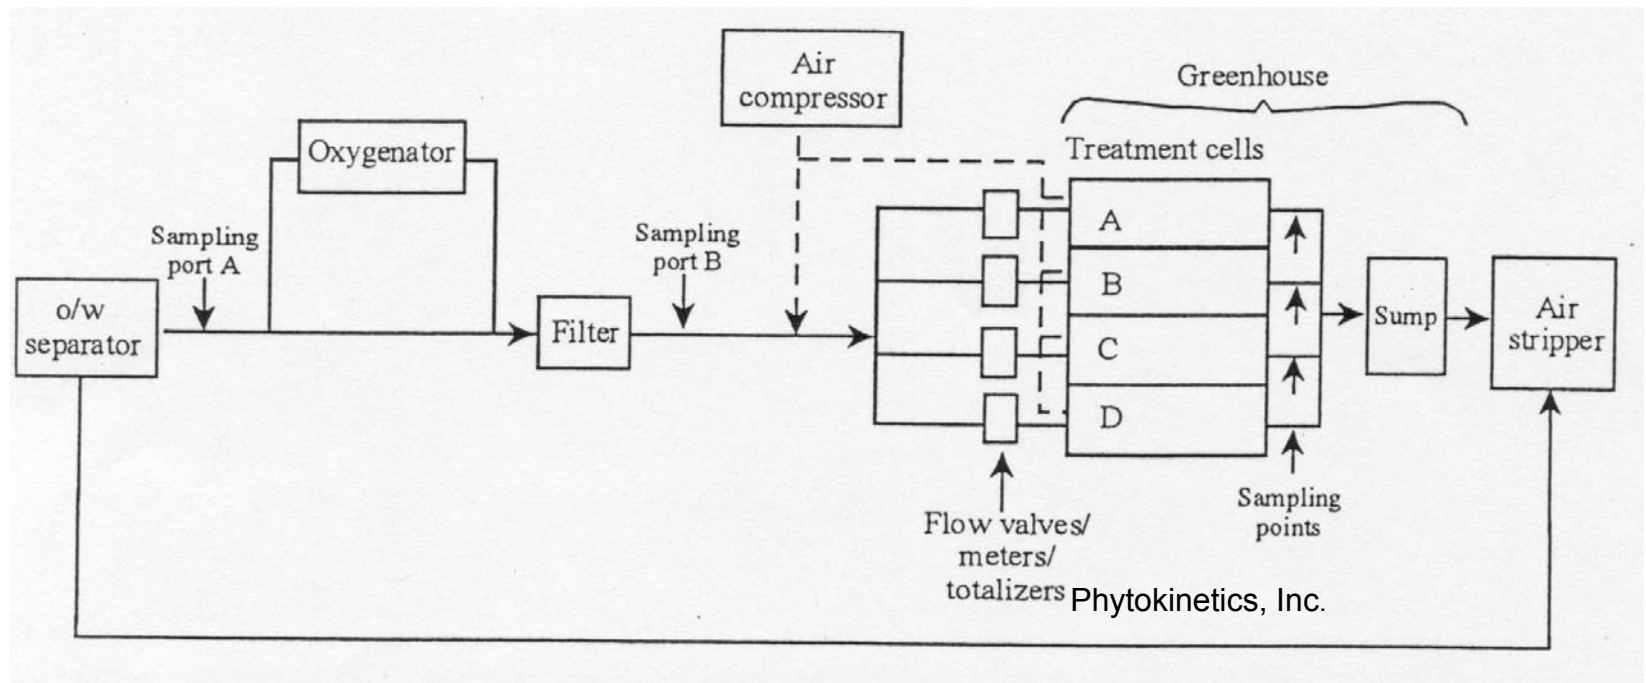 Air
compressor
Greenhouse
Oxygenator
Treatment cells
Sampling
port A
Sampling
port B
A
B
C
D
o/w
separator
Filter
Sump
Air
stripper
Sampling
points
Flow valves/
meters/
totalizers
Phytokinetics, Inc.